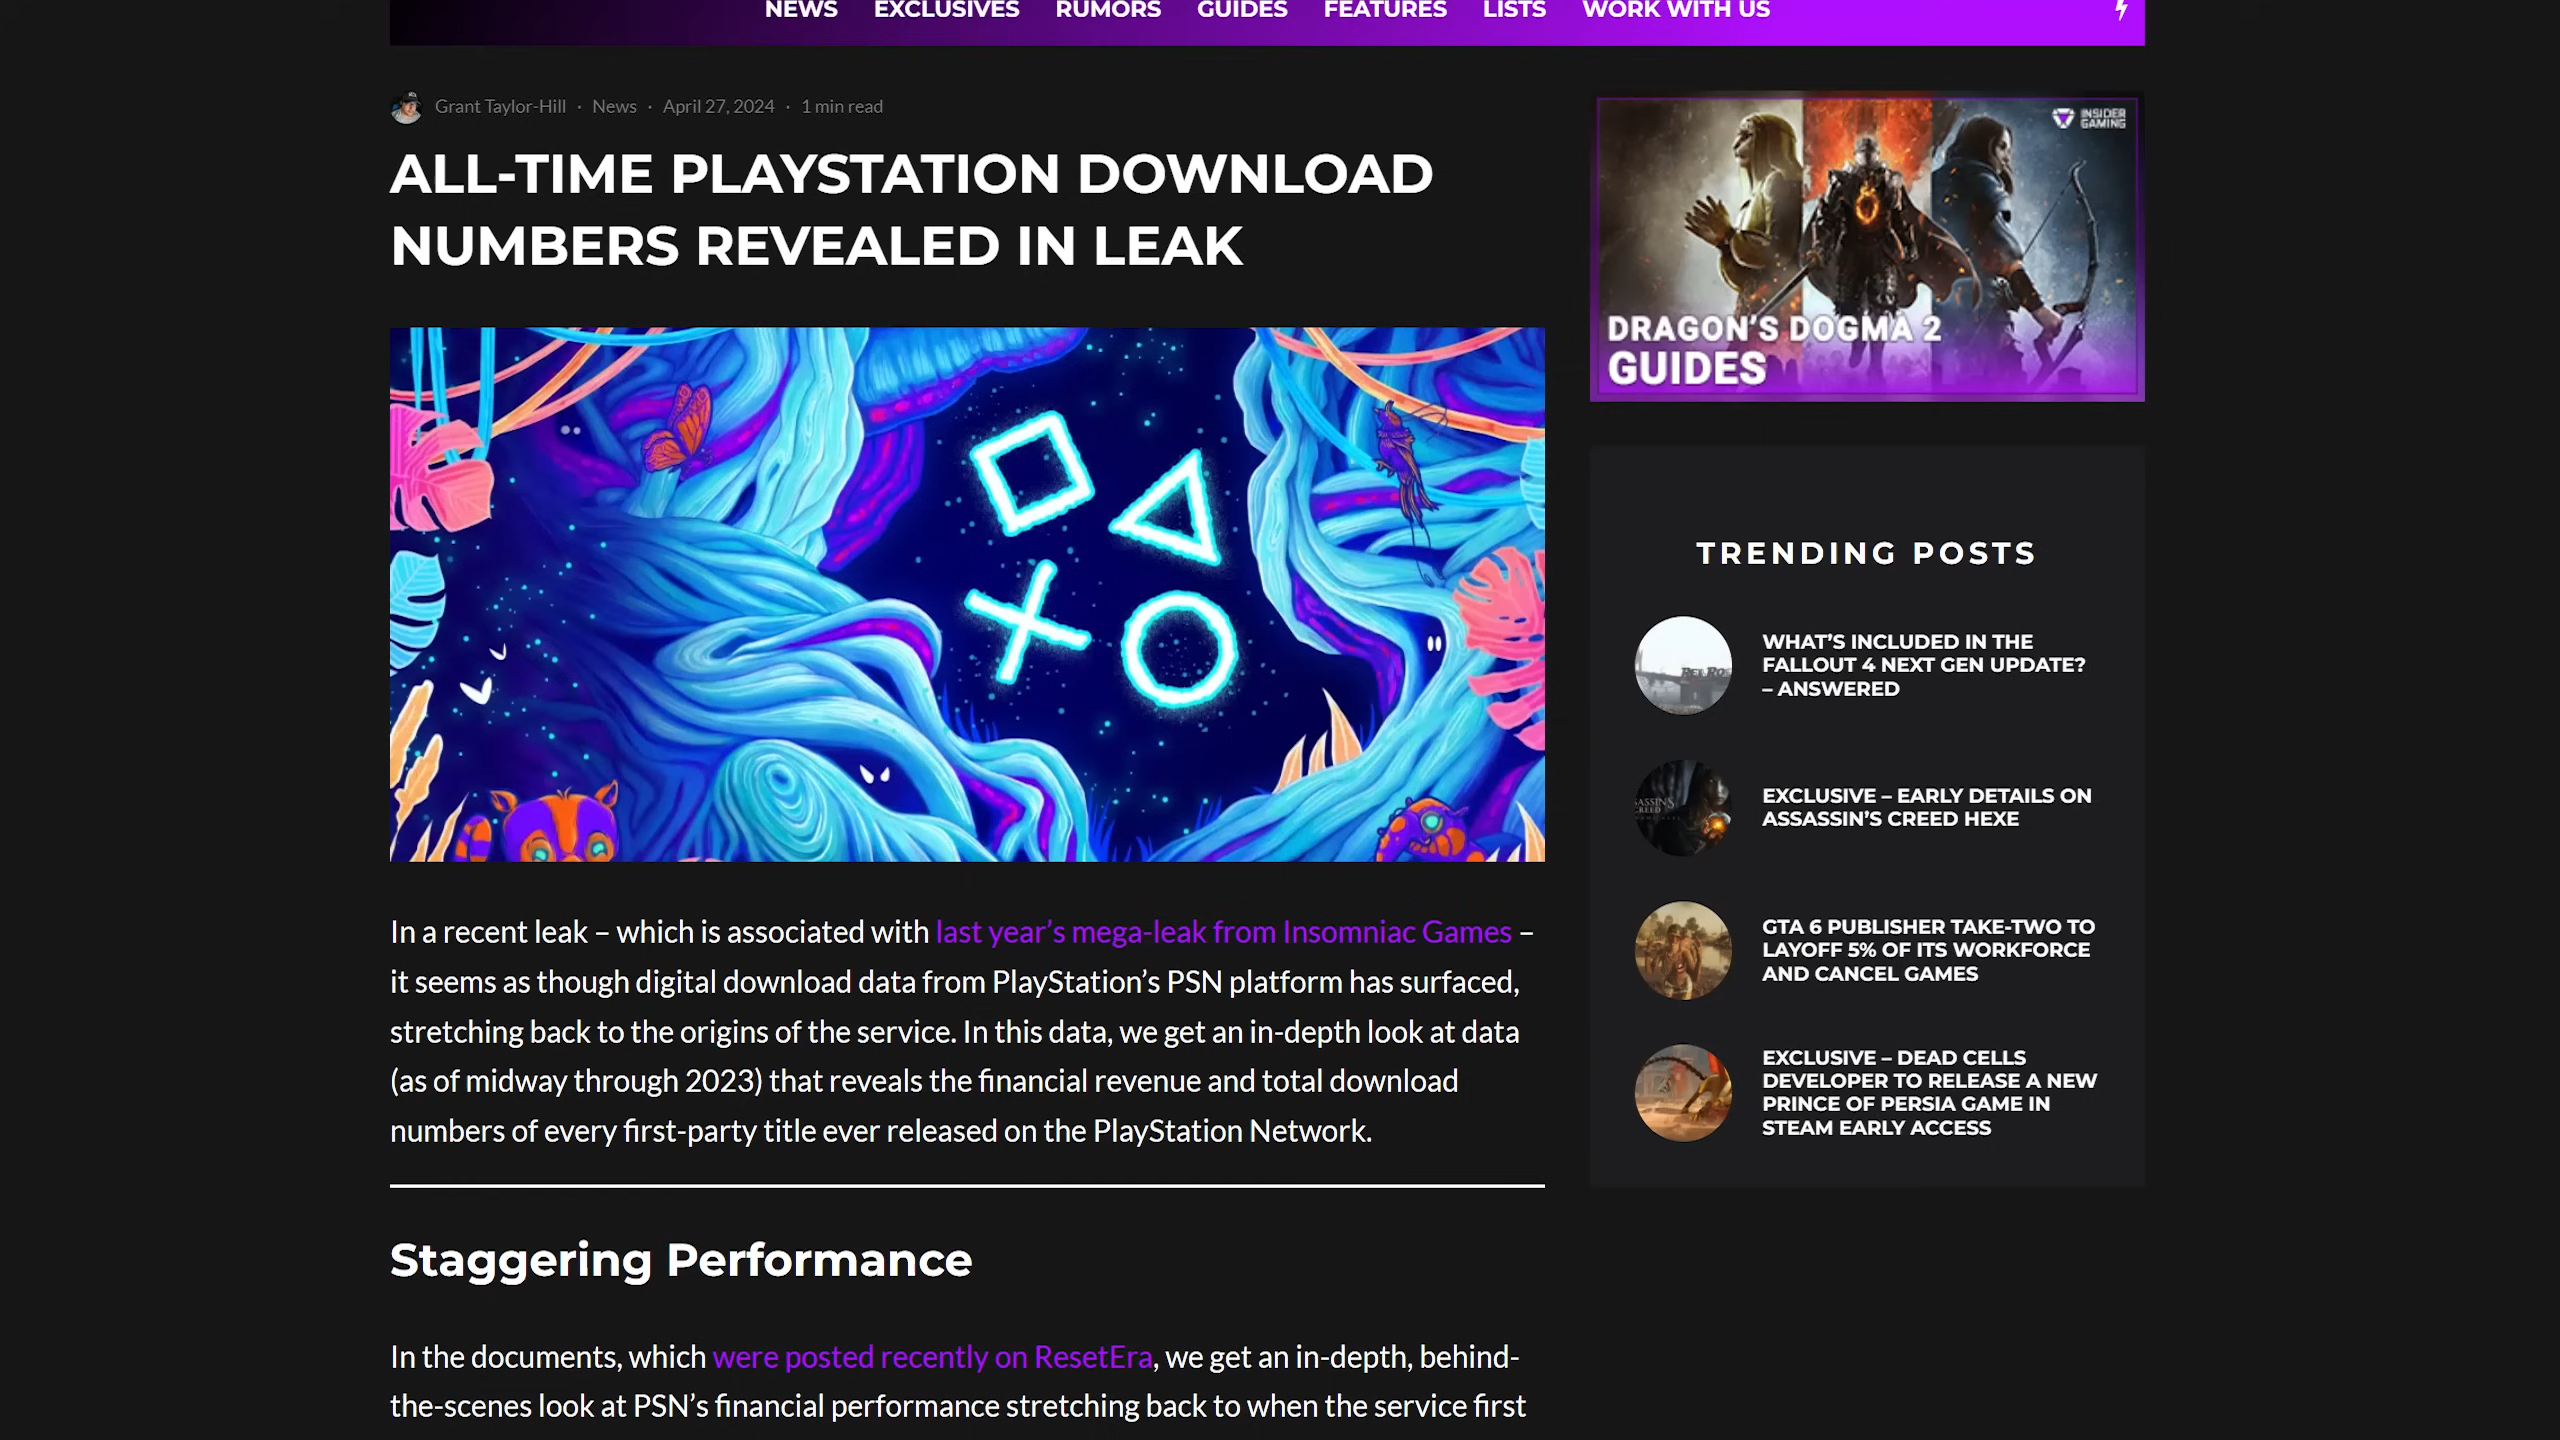 NEWS EXCLUSIVES RUMORS GUIDES FEATURES LISTS WORK WITH US
Grant Taylor-Hill · News · April 27, 2024 · 1 min read
ALL-TIME PLAYSTATION DOWNLOAD
NUMBERS REVEALED IN LEAK
In a recent leak – which is associated with last year’s mega-leak from Insomniac Games –
it seems as though digital download data from PlayStation’s PSN platform has surfaced,
stretching back to the origins of the service. In this data, we get an in-depth look at data
(as of midway through 2023) that reveals the financial revenue and total download
numbers of every first-party title ever released on the PlayStation Network.
Staggering Performance
In the documents, which were posted recently on ResetEra, we get an in-depth, behind-
the-scenes look at PSN’s financial performance stretching back to when the service first
INSIDER
GAMING
DRAGON’S DOGMA 2
GUIDES
TRENDING POSTS
WHAT’S INCLUDED IN THE
FALLOUT 4 NEXT GEN UPDATE?
– ANSWERED
EXCLUSIVE – EARLY DETAILS ON
ASSASSIN’S CREED HEXE
GTA 6 PUBLISHER TAKE-TWO TO
LAYOFF 5% OF ITS WORKFORCE
AND CANCEL GAMES
EXCLUSIVE – DEAD CELLS
DEVELOPER TO RELEASE A NEW
PRINCE OF PERSIA GAME IN
STEAM EARLY ACCESS